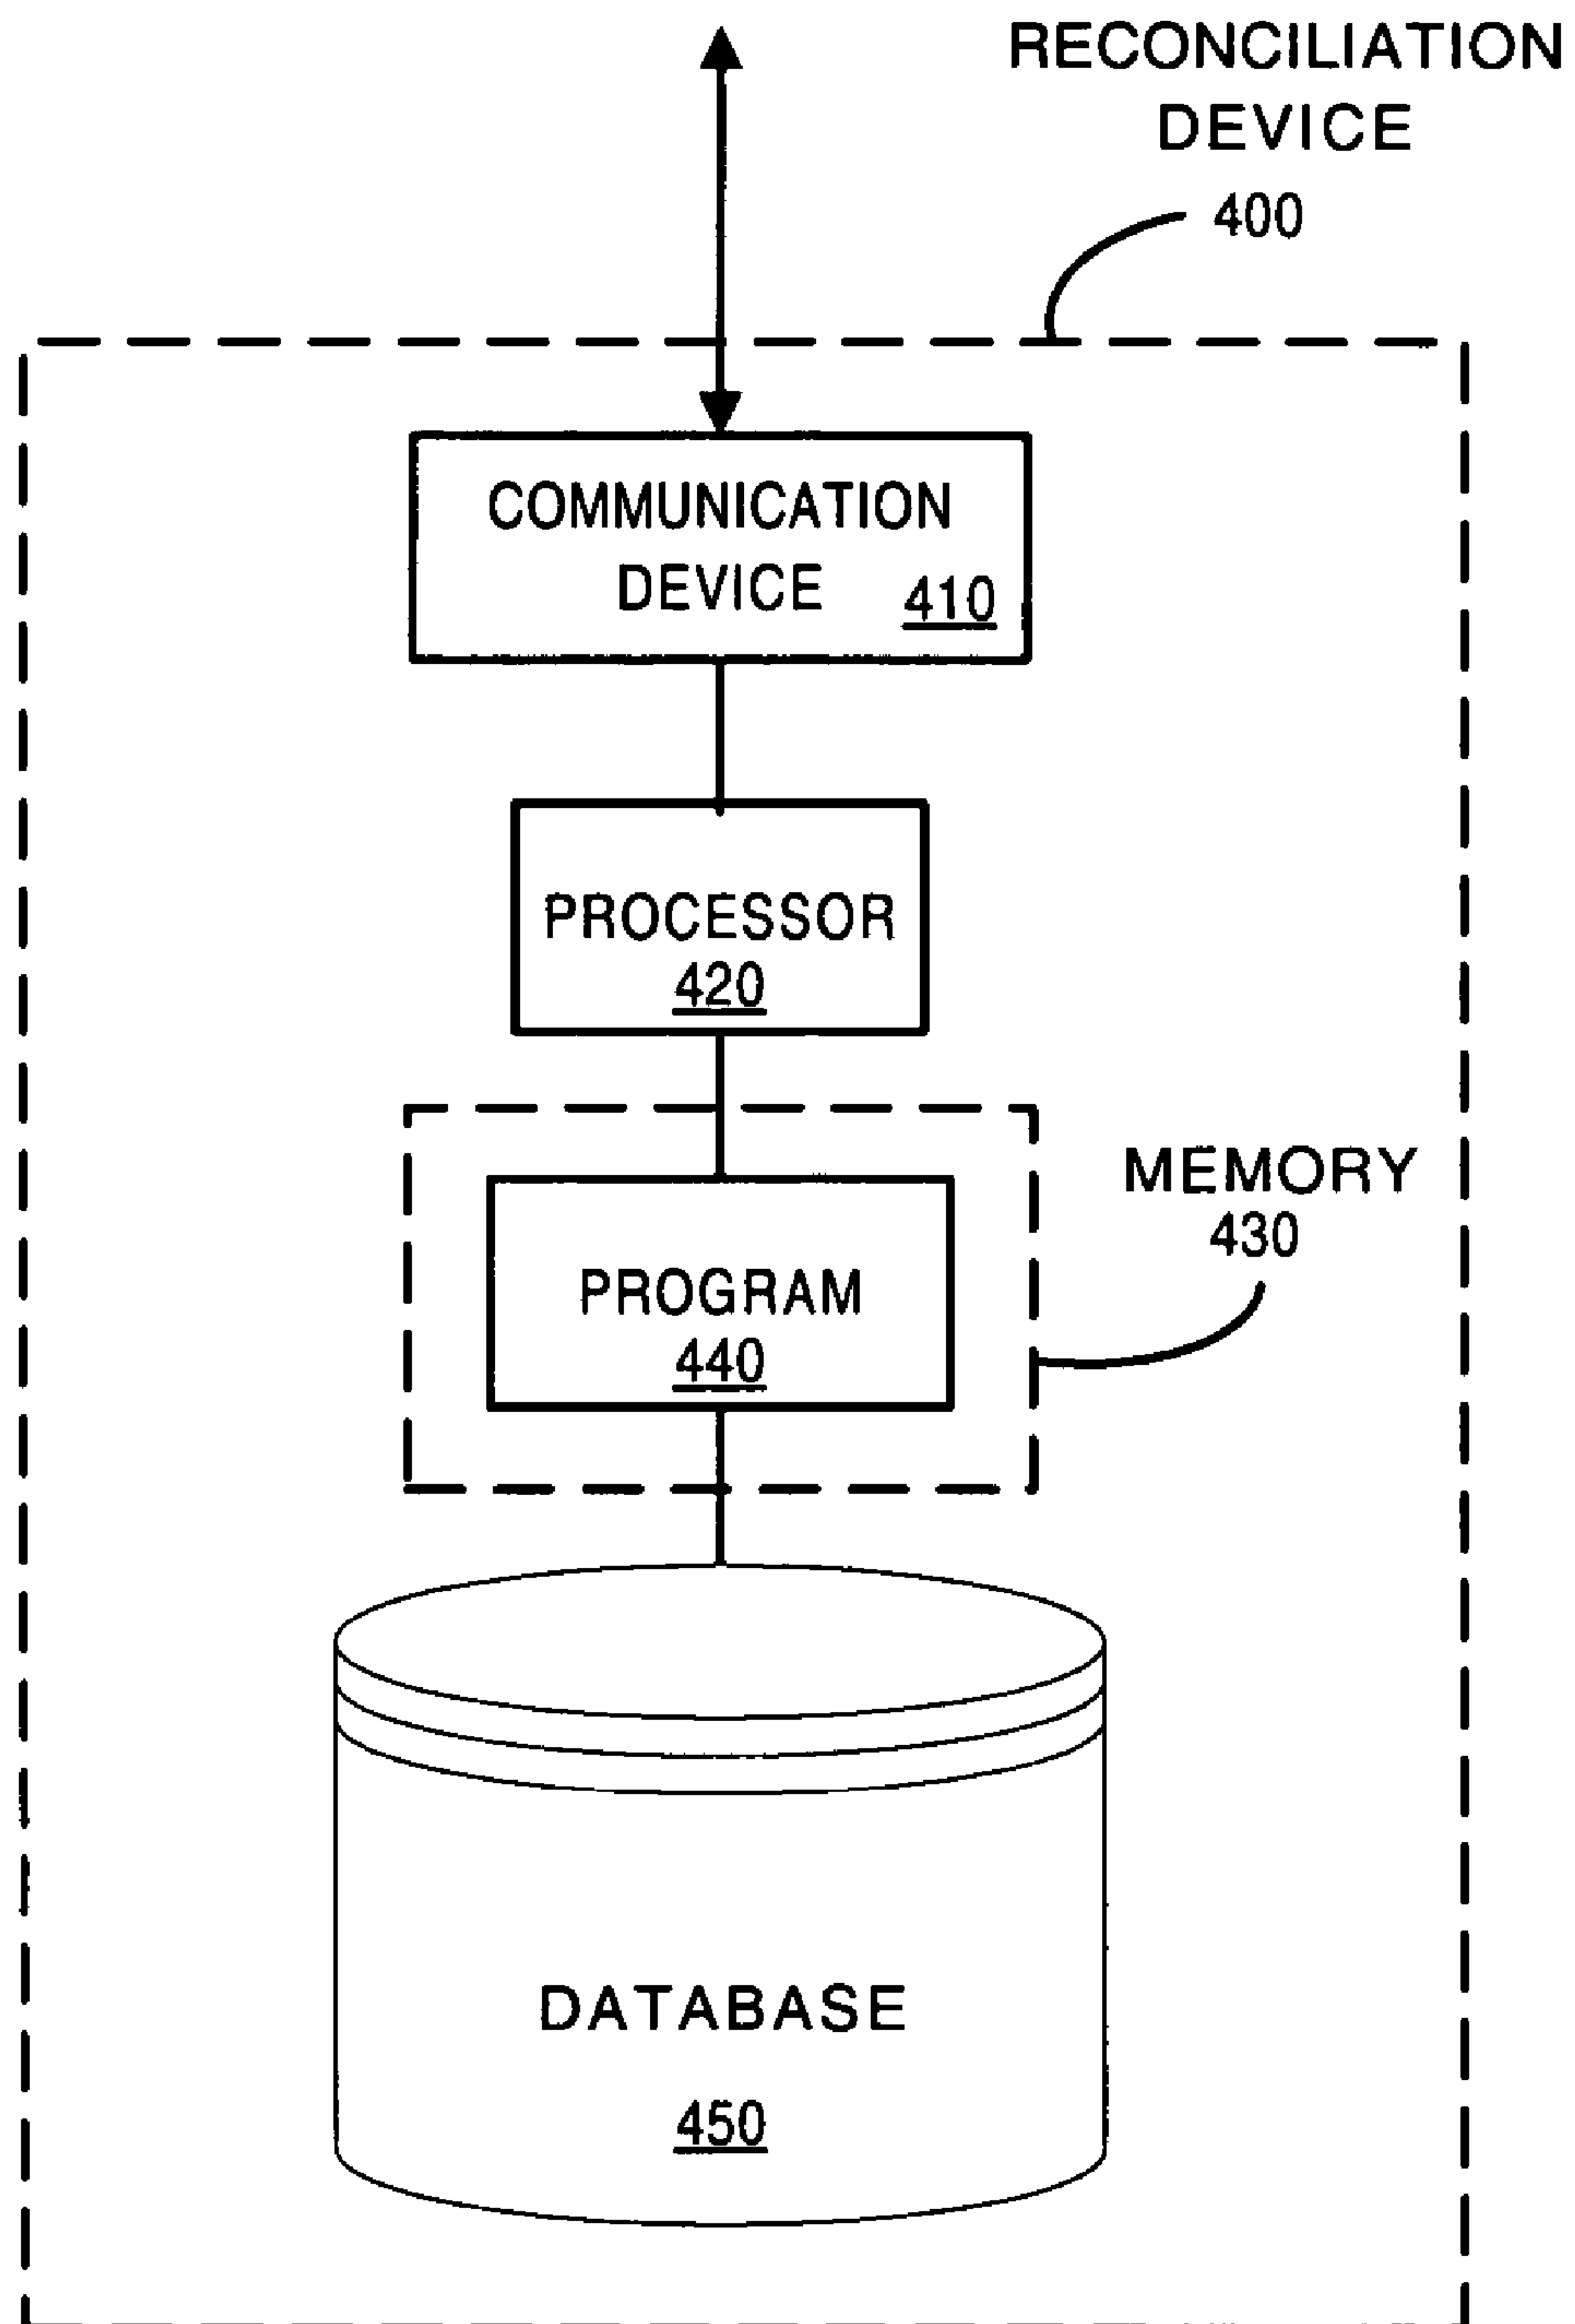 RECONCILIATION
DEVICE
400
COMMUNICATION
DEVICE 410
PROCESSOR
420
MEMORY
430
PROGRAM
440
DATABASE
450